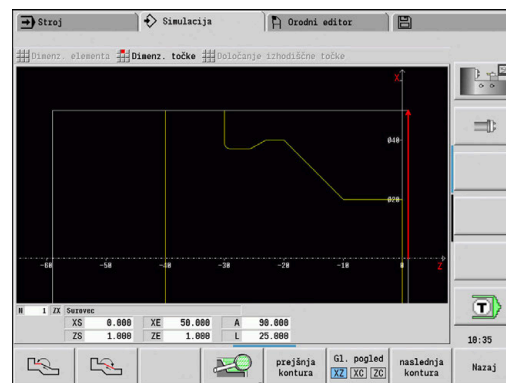 Stroj
Simulacija
Orodni editor
Dimenz. elementa
Dimenz. točke
Določanje izhodiščne točke
X
ø40
ø20
-60
-50
-40
-30
-20
-10
0
Z
N 1 ZX Surovec
XS 0.000 XE 50.000 A 90.000
ZS 1.000 ZE 1.000 L 25.000
T
10:35
prejšnja kontura
Gl. pogled
XZ XC ZC
naslednja kontura
Nazaj